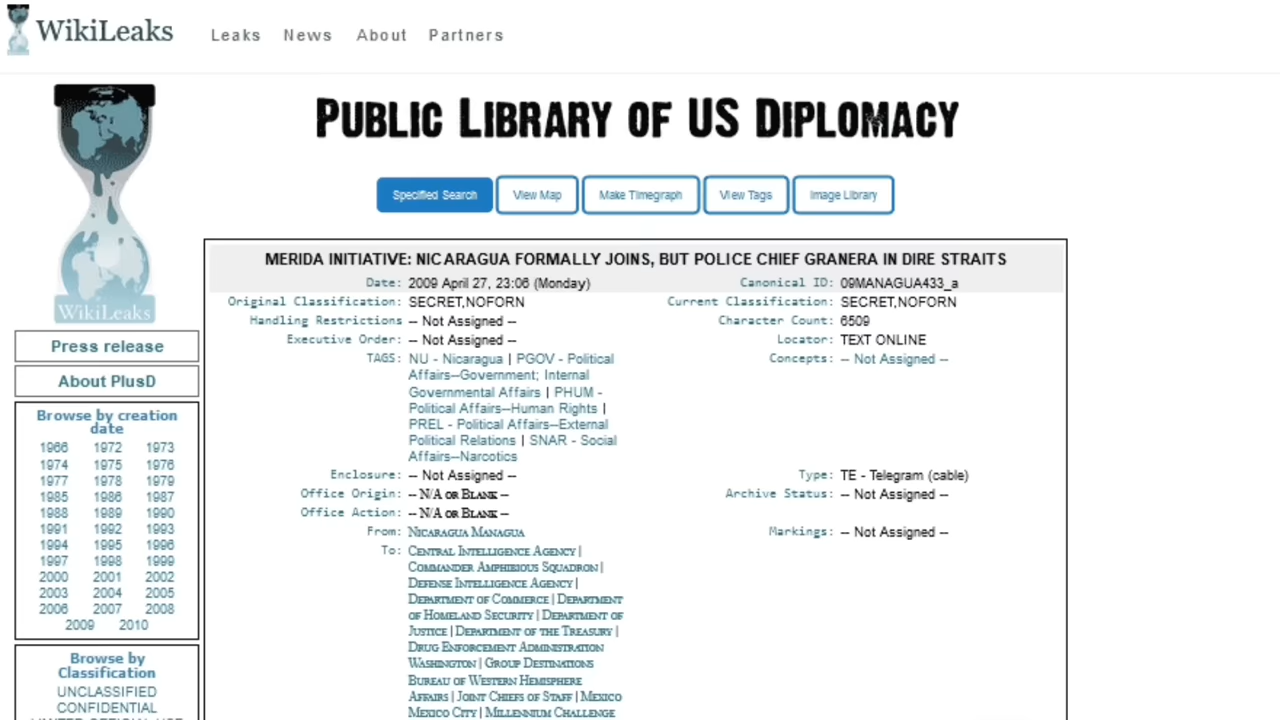 WikiLeaks
Leaks News About Partners
PUBLIC LIBRARY OF US DIPLOMACY
Specified Search View Map Make Timegraph View Tags Image Library
WikiLeaks
Press release
About PlusD
Browse by creation
date
1966 1972 1973
1974 1975 1976
1977 1978 1979
1985 1986 1987
1988 1989 1990
1991 1992 1993
1994 1995 1996
1997 1998 1999
2000 2001 2002
2003 2004 2005
2006 2007 2008
2009 2010
Browse by
Classification
UNCLASSIFIED
CONFIDENTIAL
LIMITED OFFICIAL USE
MERIDA INITIATIVE: NICARAGUA FORMALLY JOINS, BUT POLICE CHIEF GRANERA IN DIRE STRAITS
Date: 2009 April 27, 23:06 (Monday) Canonical ID: 09MANAGUA433_a
Original Classification: SECRET,NOFORN Current Classification: SECRET,NOFORN
Handling Restrictions -- Not Assigned -- Character Count: 6509
Executive Order: -- Not Assigned -- Locator: TEXT ONLINE
TAGS: NU - Nicaragua | PGOV - Political Concepts: -- Not Assigned --
Affairs--Government; Internal
Governmental Affairs | PHUM -
Political Affairs--Human Rights |
PREL - Political Affairs--External
Political Relations | SNAR - Social
Affairs--Narcotics
Enclosure: -- Not Assigned -- Type: TE - Telegram (cable)
Office Origin: -- N/A OR BLANK -- Archive Status: -- Not Assigned --
Office Action: -- N/A OR BLANK --
From: NICARAGUA MANAGUA Markings: -- Not Assigned --
To: CENTRAL INTELLIGENCE AGENCY |
COMMANDER AMPHIBIOUS SQUADRON |
DEFENSE INTELLIGENCE AGENCY |
DEPARTMENT OF COMMERCE | DEPARTMENT
OF HOMELAND SECURITY | DEPARTMENT OF
JUSTICE | DEPARTMENT OF THE TREASURY |
DRUG ENFORCEMENT ADMINISTRATION
WASHINGTON | GROUP DESTINATIONS
BUREAU OF WESTERN HEMISPHERE
AFFAIRS | JOINT CHIEFS OF STAFF | MEXICO
MEXICO CITY | MILLENNIUM CHALLENGE